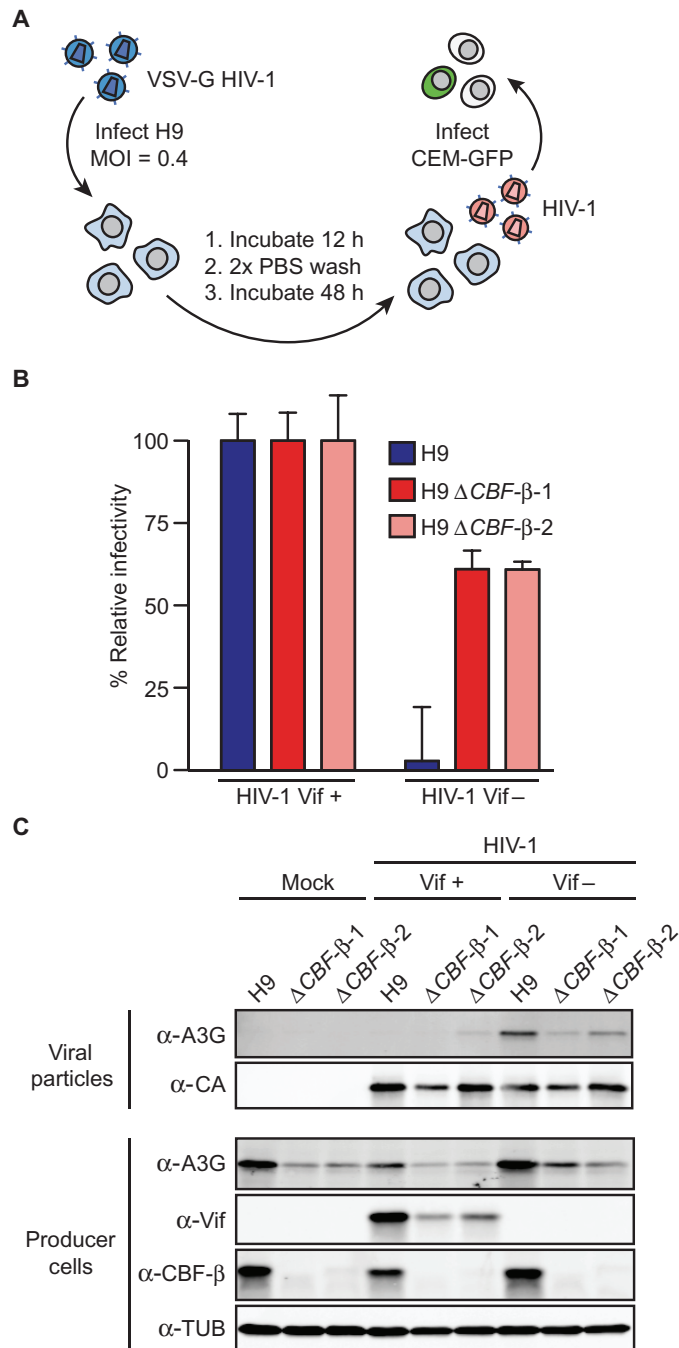 A
VSV-G HIV-1
Infect H9
MOI = 0.4
1. Incubate 12 h
2. 2x PBS wash
3. Incubate 48 h
Infect
CEM-GFP
HIV-1
B
% Relative infectivity
100
75
50
25
0
H9
H9 ΔCBF-β-1
H9 ΔCBF-β-2
HIV-1 Vif +
HIV-1 Vif –
C
HIV-1
Mock
Vif +
Vif –
H9
ΔCBF-β-1
ΔCBF-β-2
H9
ΔCBF-β-1
ΔCBF-β-2
H9
ΔCBF-β-1
ΔCBF-β-2
Viral
particles
α-A3G
α-CA
Producer
cells
α-A3G
α-Vif
α-CBF-β
α-TUB